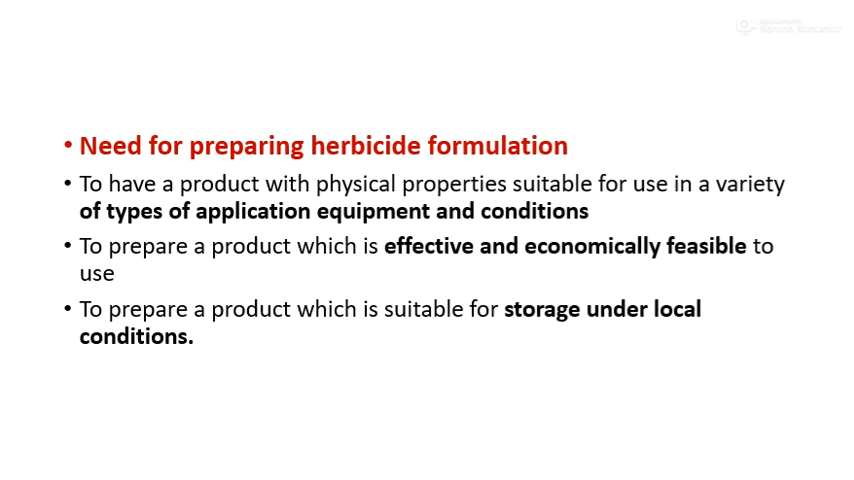 • Need for preparing herbicide formulation
• To have a product with physical properties suitable for use in a variety
of types of application equipment and conditions
• To prepare a product which is effective and economically feasible to
use
• To prepare a product which is suitable for storage under local
conditions.